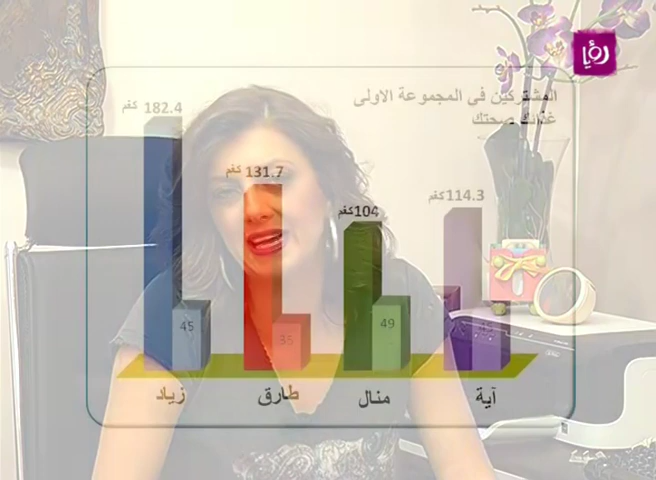 رؤيا
المشتركين في المجموعة الاولى
غذائك صحتك
182.4 كغم
131.7 كغم
104 كغم
114.3 كغم
45
35
49
45
زياد
طارق
منال
آية